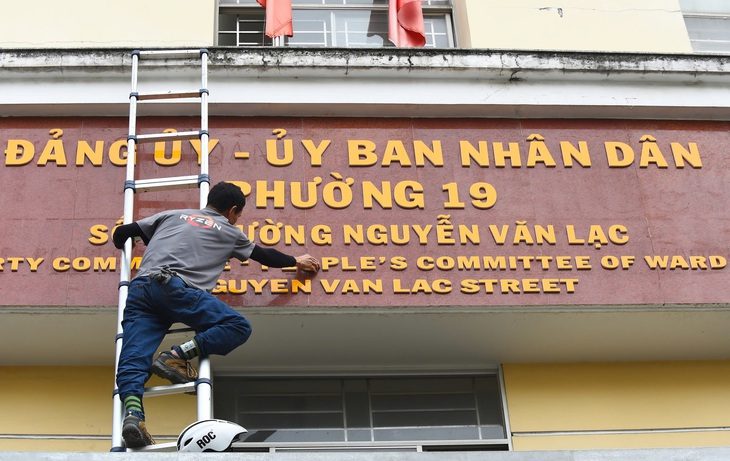 ĐẢNG ỦY - ỦY BAN NHÂN DÂN
PHƯỜNG 19
NGUYỄN VĂN LẠC
COMMITTEE OF WARD
VAN LAC STREET
RYZEN
ROC